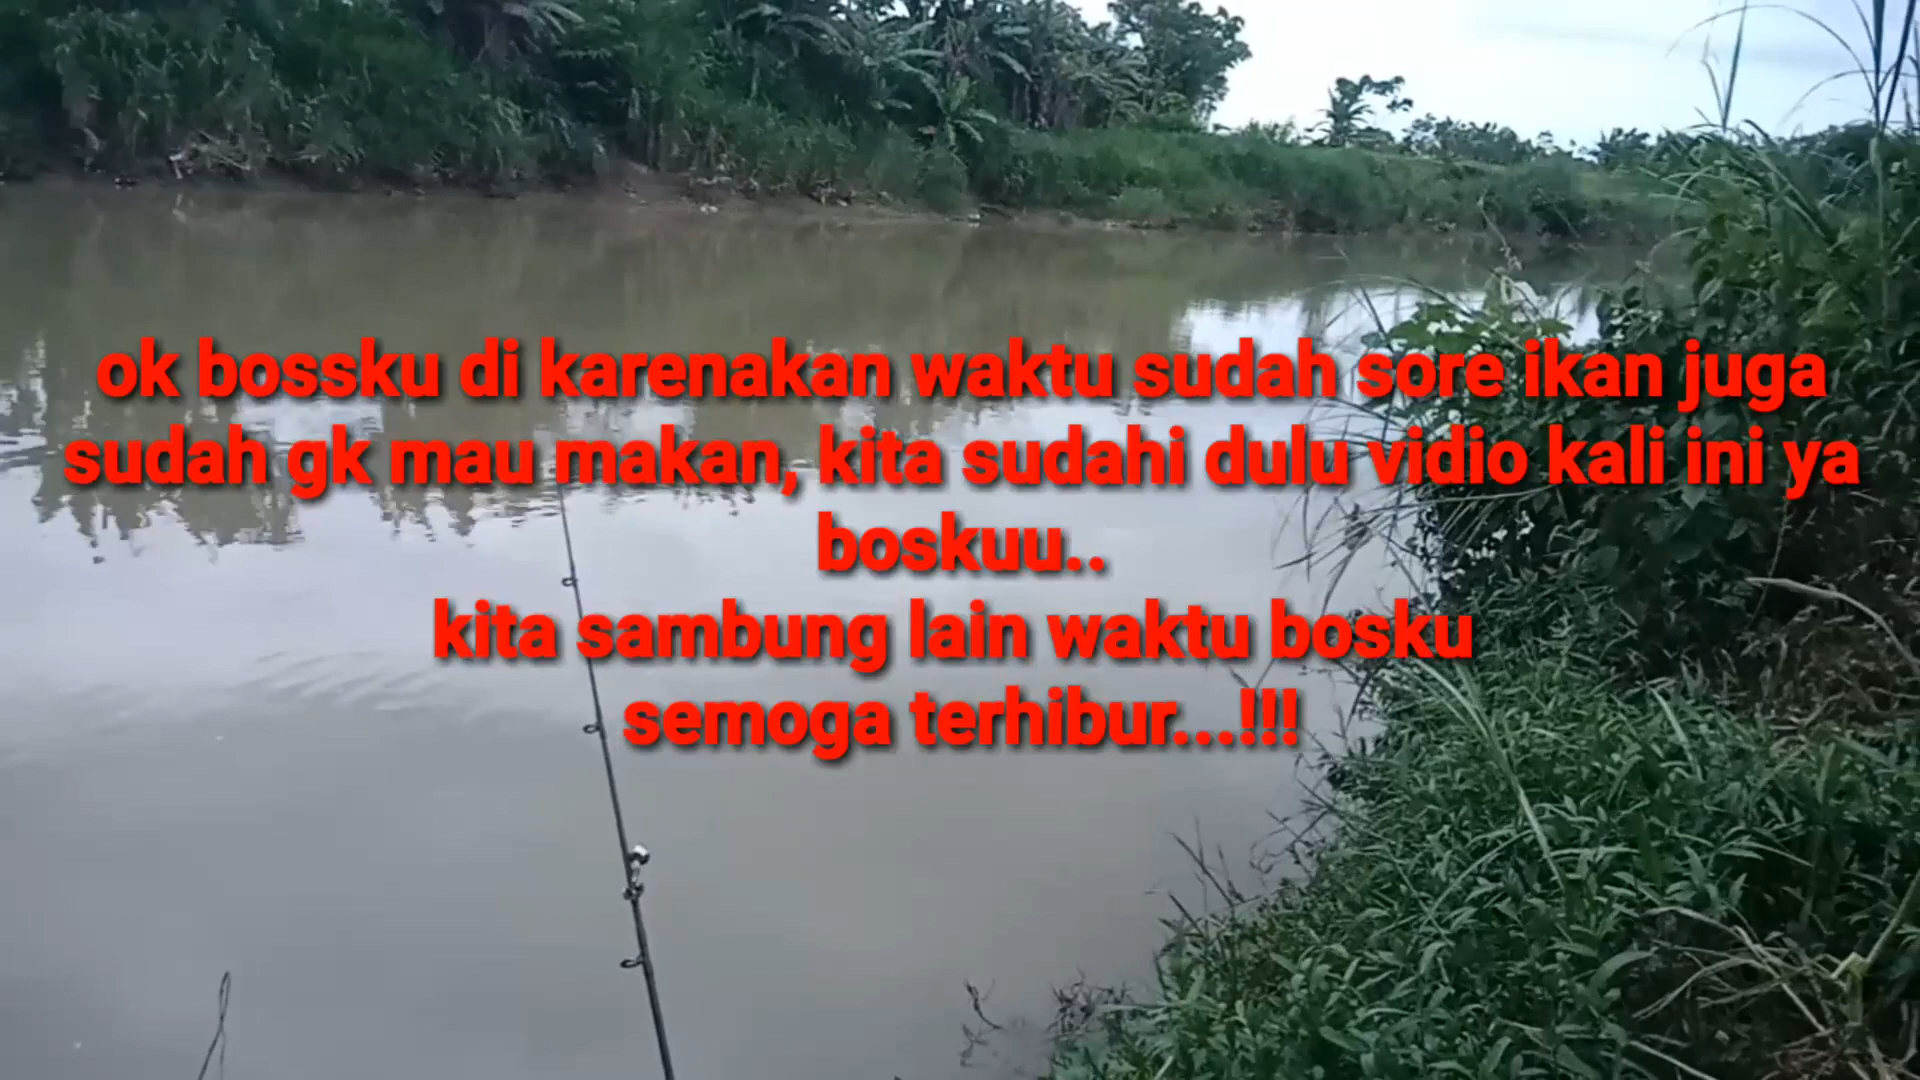 ok bossku di karenakan waktu sudah sore ikan juga
sudah gk mau makan, kita sudahi dulu vidio kali ini ya
boskuu..
kita sambung lain waktu bosku
semoga terhibur...!!!